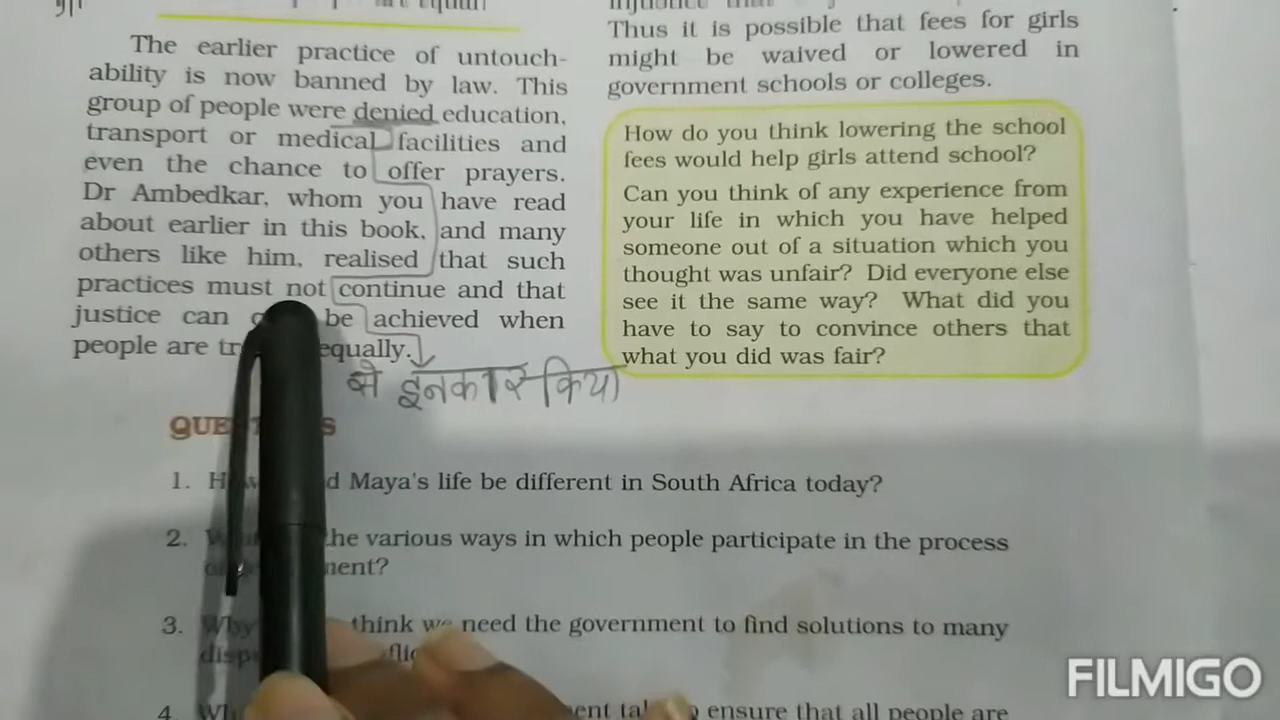 The earlier practice of untouch-
ability is now banned by law. This
group of people were denied education,
transport or medical facilities and
even the chance to offer prayers.
Dr Ambedkar, whom you have read
about earlier in this book, and many
others like him, realised that such
practices must not continue and that
justice can be achieved when
people are equally.
से इनकार किया
Thus it is possible that fees for girls
might be waived or lowered in
government schools or colleges.
How do you think lowering the school
fees would help girls attend school?
Can you think of any experience from
your life in which you have helped
someone out of a situation which you
thought was unfair? Did everyone else
see it the same way? What did you
have to say to convince others that
what you did was fair?
1. Maya's life be different in South Africa today?
2. the various ways in which people participate in the process
3. Why think we need the government to find solutions to many
4. ensure that all people are
FILMIGO